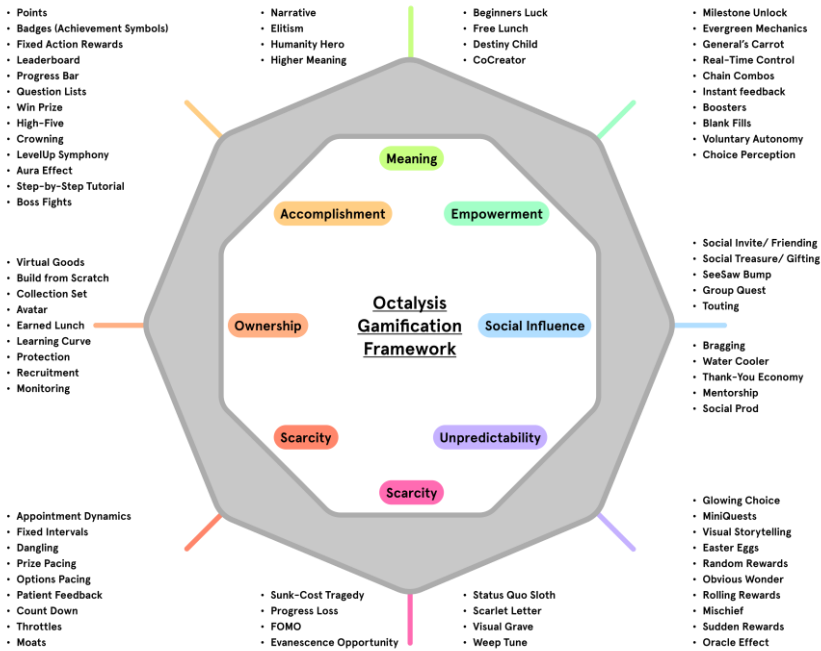 Points
Badges (Achievement Symbols)
Fixed Action Rewards
Leaderboard
Progress Bar
Question Lists
Win Prize
High-Five
Crowning
LevelUp Symphony
Aura Effect
Step-by-Step Tutorial
Boss Fights
Narrative
Elitism
Humanity Hero
Higher Meaning
Beginners Luck
Free Lunch
Destiny Child
CoCreator
Milestone Unlock
Evergreen Mechanics
General's Carrot
Real-Time Control
Chain Combos
Instant feedback
Boosters
Blank Fills
Voluntary Autonomy
Choice Perception
Meaning
Accomplishment
Empowerment
Virtual Goods
Build from Scratch
Collection Set
Avatar
Earned Lunch
Learning Curve
Protection
Recruitment
Monitoring
Ownership
Octalysis
Gamification
Framework
Social Influence
Social Invite/ Friending
Social Treasure/ Gifting
SeeSaw Bump
Group Quest
Touting
Bragging
Water Cooler
Thank-You Economy
Mentorship
Social Prod
Scarcity
Unpredictability
Scarcity
Appointment Dynamics
Fixed Intervals
Dangling
Prize Pacing
Options Pacing
Patient Feedback
Count Down
Throttles
Moats
Sunk-Cost Tragedy
Progress Loss
FOMO
Evanescence Opportunity
Status Quo Sloth
Scarlet Letter
Visual Grave
Weep Tune
Glowing Choice
MiniQuests
Visual Storytelling
Easter Eggs
Random Rewards
Obvious Wonder
Rolling Rewards
Mischief
Sudden Rewards
Oracle Effect